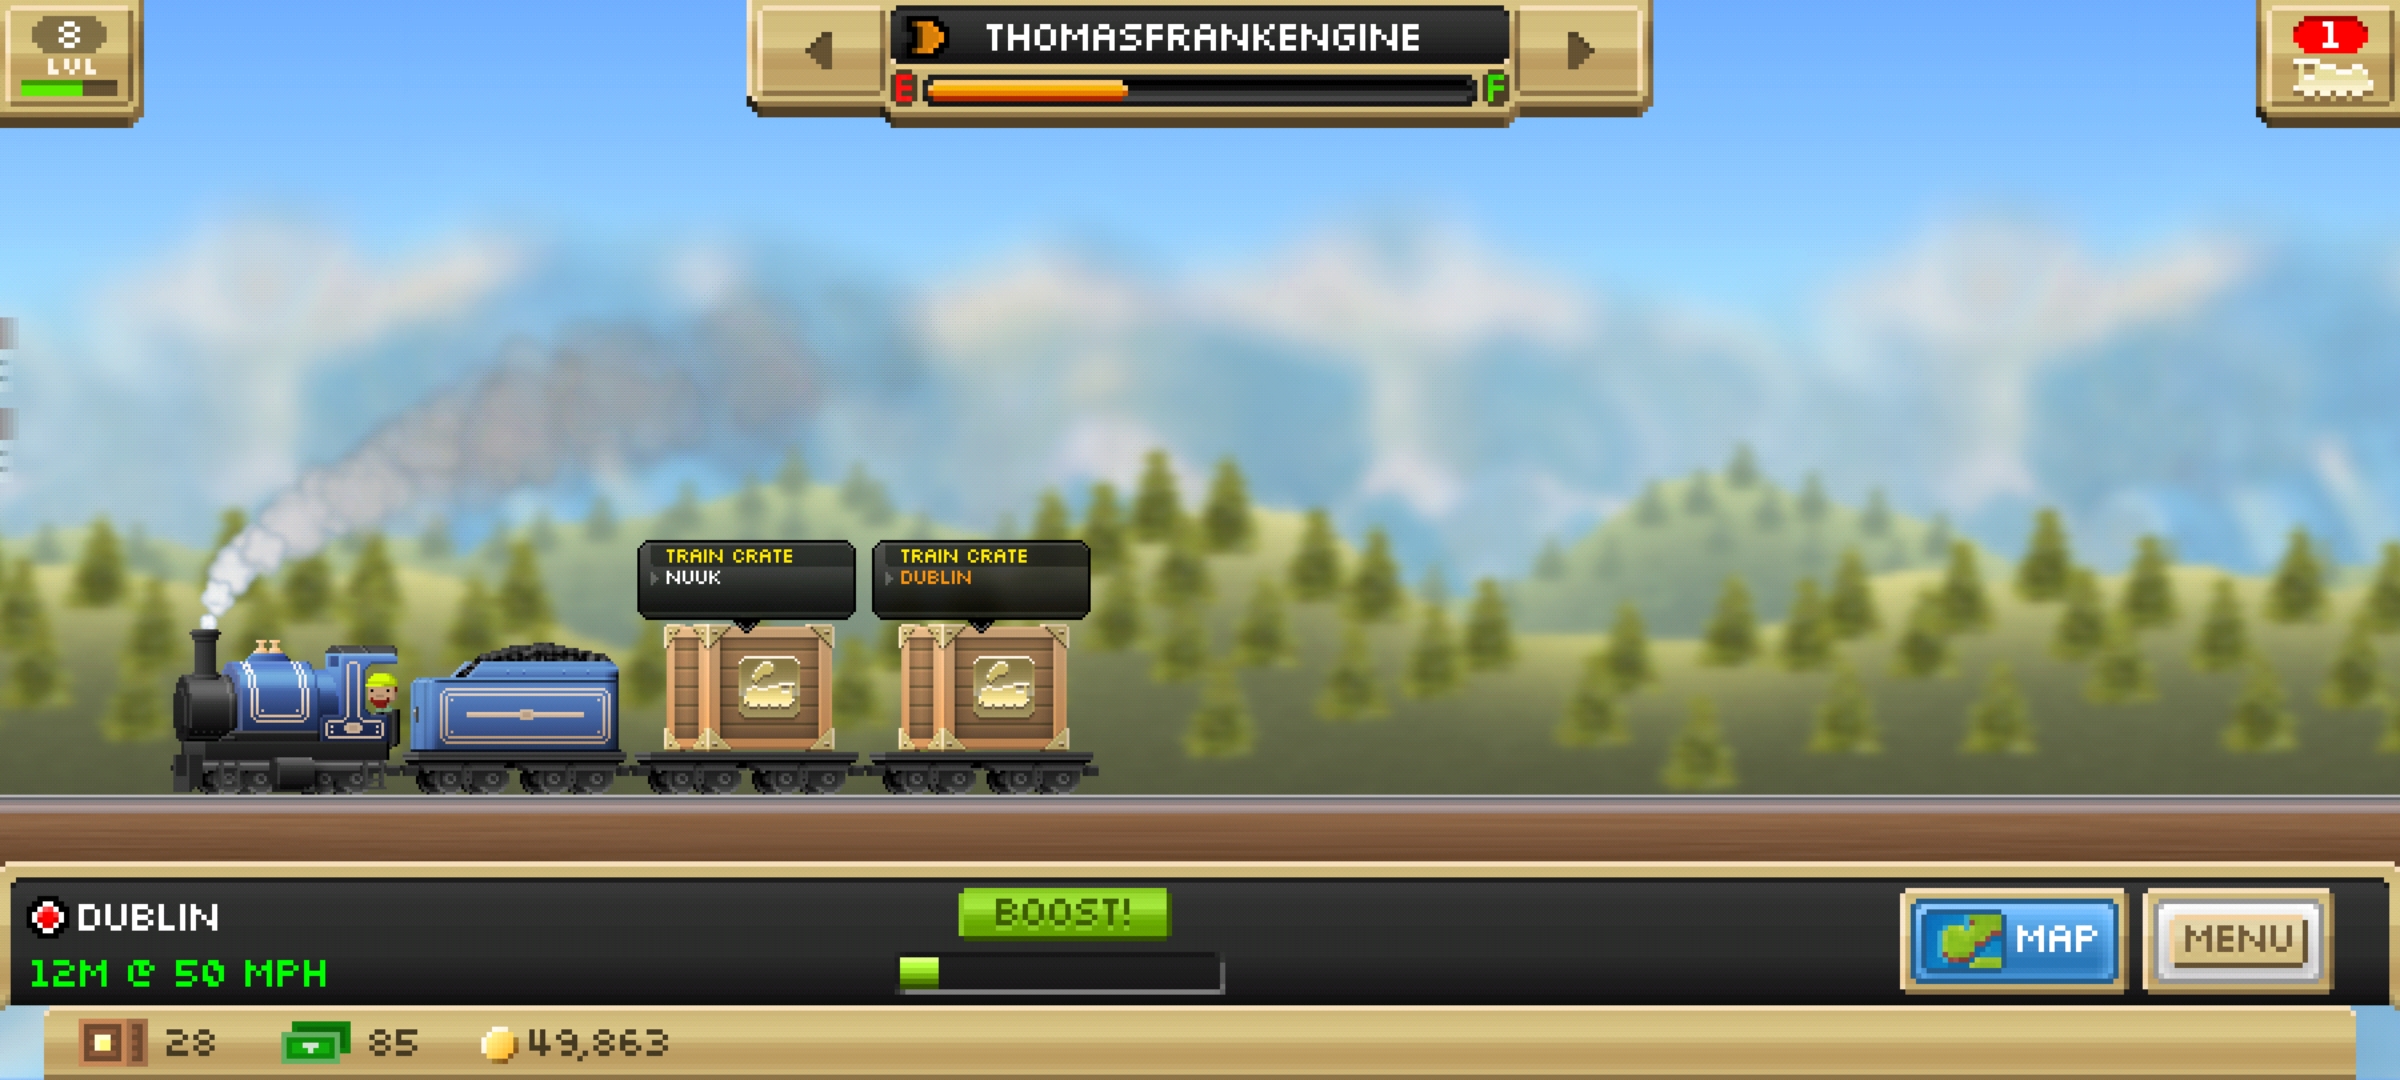 8
LVL
THOMASFRANKENGINE
E F
1
TRAIN CRATE
NUUK
TRAIN CRATE
DUBLIN
DUBLIN
12M @ 50 MPH
BOOST!
MAP
MENU
28
85
49,863